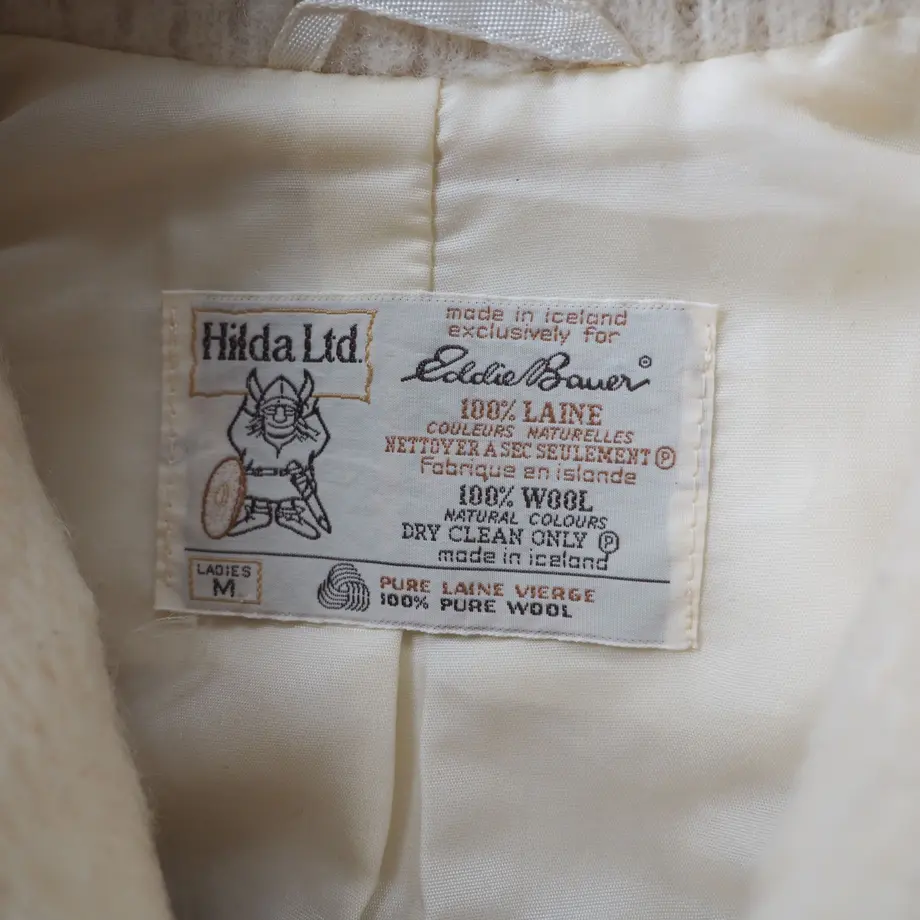 Hilda Ltd.
made in iceland
exclusively for
Eddie Bauer®
100% LAINE
COULEURS NATURELLES
NETTOYER A SEC SEULEMENT Ⓟ
Fabrique en islande
100% WOOL
NATURAL COLOURS
DRY CLEAN ONLY Ⓟ
made in iceland
LADIES
M
PURE LAINE VIERGE
100% PURE WOOL